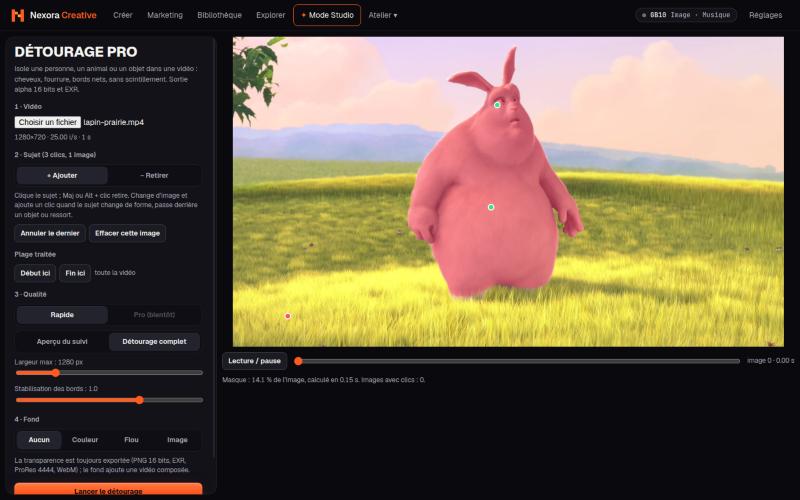 Nexora Creative
Créer
Marketing
Bibliothèque
Explorer
✦ Mode Studio
Atelier ▾
GB10 Image · Musique
Réglages
DÉTOURAGE PRO
Isole une personne, un animal ou un objet dans une vidéo :
cheveux, fourrure, bords nets, sans scintillement. Sortie
alpha 16 bits et EXR.
1 · Vidéo
Choisir un fichier lapin-prairie.mp4
1280×720 · 25.00 i/s · 1 s
2 · Sujet (3 clics, 1 image)
+ Ajouter
− Retirer
Clique le sujet ; Maj ou Alt + clic retire. Change d'image et
ajoute un clic quand le sujet change de forme, passe derrière
un objet ou ressort.
Annuler le dernier
Effacer cette image
Plage traitée
Début ici
Fin ici
toute la vidéo
3 · Qualité
Rapide
Pro (bientôt)
Aperçu du suivi
Détourage complet
Largeur max : 1280 px
Stabilisation des bords : 1.0
4 · Fond
Aucun
Couleur
Flou
Image
La transparence est toujours exportée (PNG 16 bits, EXR,
ProRes 4444, WebM) ; le fond ajoute une vidéo composée.
Lancer le détourage
Lecture / pause
image 0 · 0.00 s
Masque : 14.1 % de l'image, calculé en 0.15 s. Images avec clics : 0.